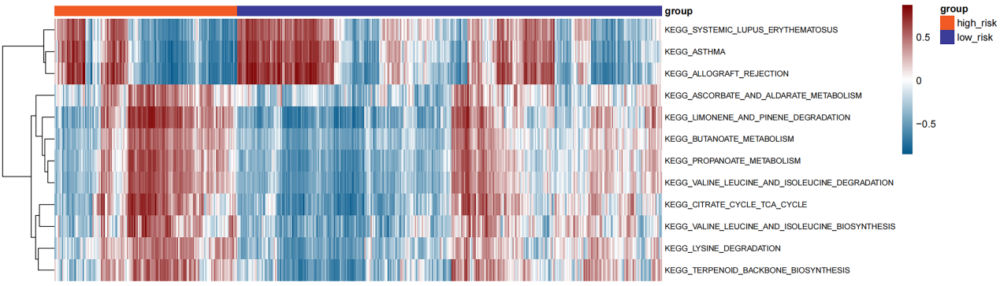 group
KEGG_SYSTEMIC_LUPUS_ERYTHEMATOSUS
KEGG_ASTHMA
KEGG_ALLOGRAFT_REJECTION
KEGG_ASCORBATE_AND_ALDARATE_METABOLISM
KEGG_LIMONENE_AND_PINENE_DEGRADATION
KEGG_BUTANOATE_METABOLISM
KEGG_PROPANOATE_METABOLISM
KEGG_VALINE_LEUCINE_AND_ISOLEUCINE_DEGRADATION
KEGG_CITRATE_CYCLE_TCA_CYCLE
KEGG_VALINE_LEUCINE_AND_ISOLEUCINE_BIOSYNTHESIS
KEGG_LYSINE_DEGRADATION
KEGG_TERPENOID_BACKBONE_BIOSYNTHESIS
0.5
0
−0.5
group
high_risk
low_risk